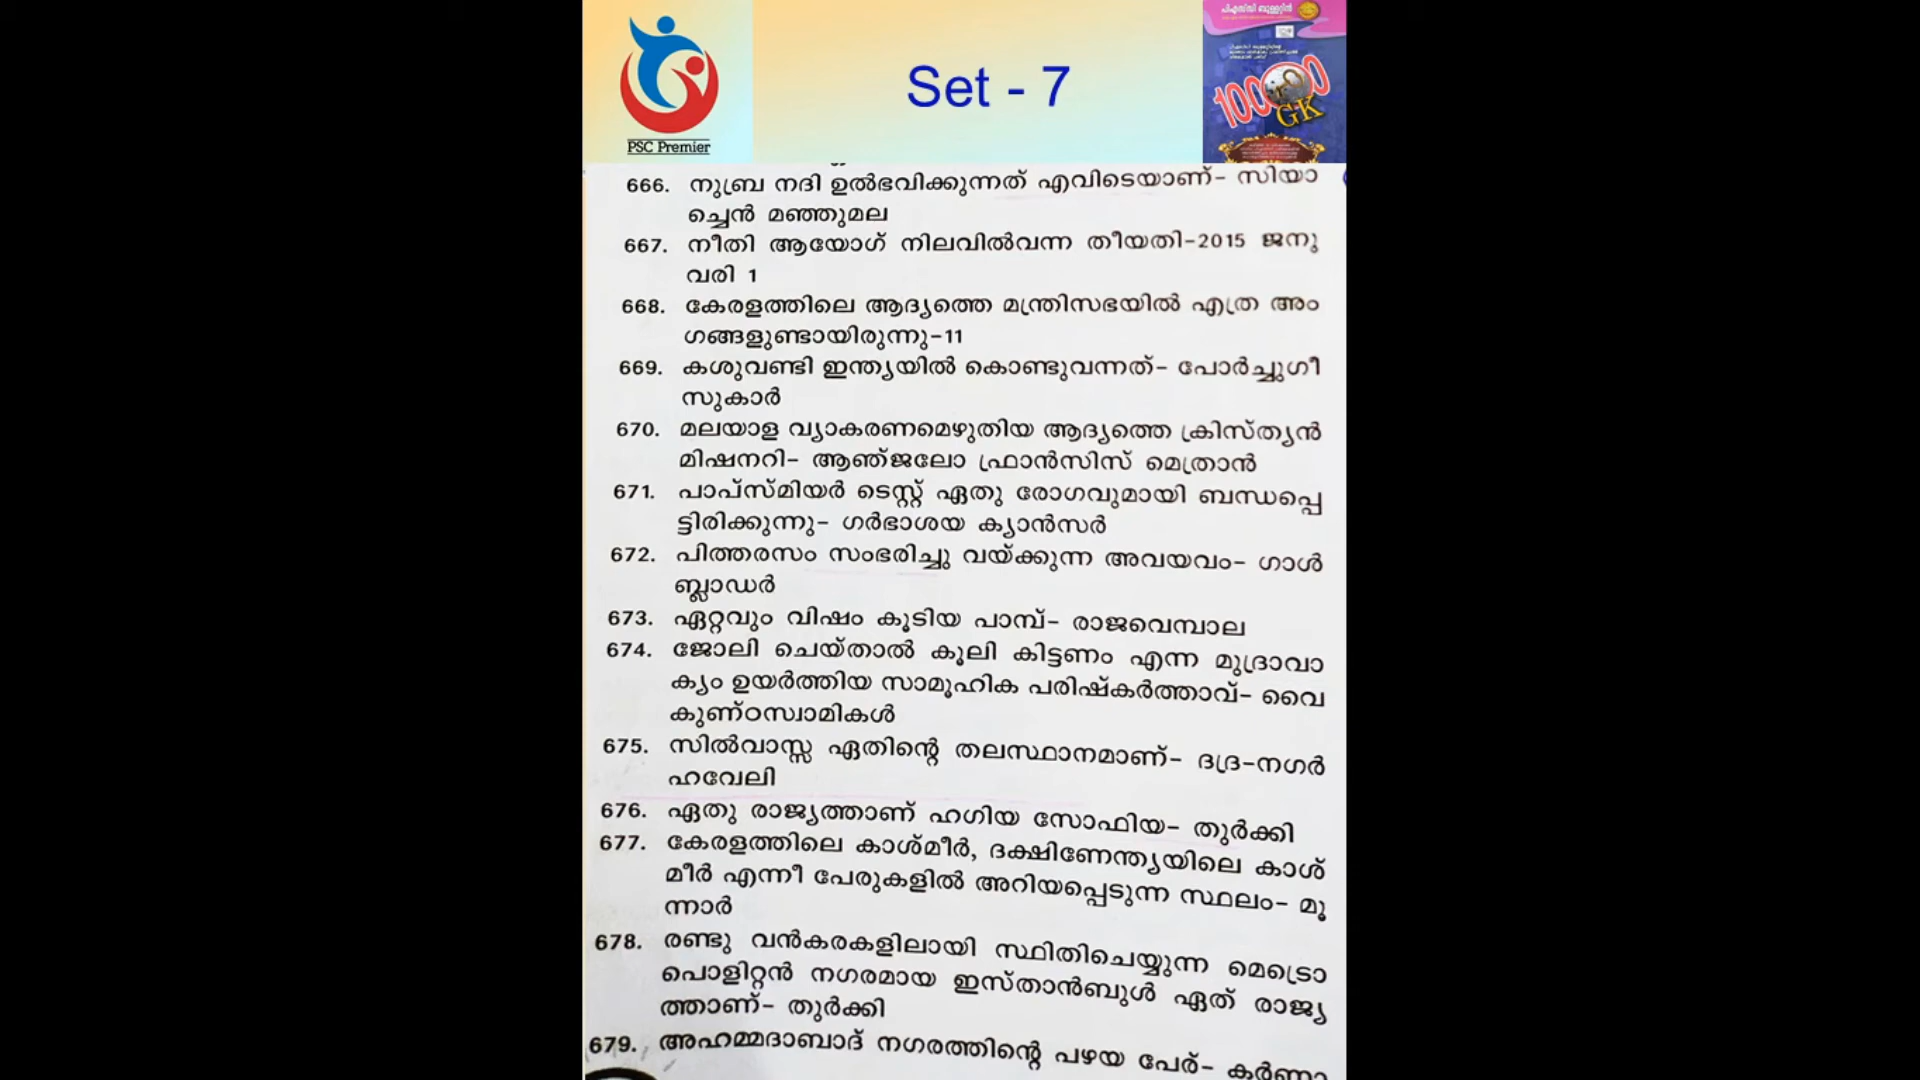 PSC Premier
Set - 7
പിഎസ്‌സി ബുള്ളറ്റിൻ
GK
666. നുബ്ര നദി ഉൽഭവിക്കുന്നത് എവിടെയാണ്- സിയാ
ച്ചെൻ മഞ്ഞുമല
667. നീതി ആയോഗ് നിലവിൽവന്ന തീയതി-2015 ജനു
വരി 1
668. കേരളത്തിലെ ആദ്യത്തെ മന്ത്രിസഭയിൽ എത്ര അം
ഗങ്ങളുണ്ടായിരുന്നു-11
669. കശുവണ്ടി ഇന്ത്യയിൽ കൊണ്ടുവന്നത്- പോർച്ചുഗീ
സുകാർ
670. മലയാള വ്യാകരണമെഴുതിയ ആദ്യത്തെ ക്രിസ്ത്യൻ
മിഷനറി- ആഞ്ജലോ ഫ്രാൻസിസ് മെത്രാൻ
671. പാപ്സ്മിയർ ടെസ്റ്റ് ഏതു രോഗവുമായി ബന്ധപ്പെ
ട്ടിരിക്കുന്നു- ഗർഭാശയ ക്യാൻസർ
672. പിത്തരസം സംഭരിച്ചു വയ്ക്കുന്ന അവയവം- ഗാൾ
ബ്ലാഡർ
673. ഏറ്റവും വിഷം കൂടിയ പാമ്പ്- രാജവെമ്പാല
674. ജോലി ചെയ്താൽ കൂലി കിട്ടണം എന്ന മുദ്രാവാ
ക്യം ഉയർത്തിയ സാമൂഹിക പരിഷ്കർത്താവ്- വൈ
കുണ്ഠസ്വാമികൾ
675. സിൽവാസ്സ ഏതിന്റെ തലസ്ഥാനമാണ്- ദദ്ര-നഗർ
ഹവേലി
676. ഏതു രാജ്യത്താണ് ഹഗിയ സോഫിയ- തുർക്കി
677. കേരളത്തിലെ കാശ്മീർ, ദക്ഷിണേന്ത്യയിലെ കാശ്
മീർ എന്നീ പേരുകളിൽ അറിയപ്പെടുന്ന സ്ഥലം- മൂ
ന്നാർ
678. രണ്ടു വൻകരകളിലായി സ്ഥിതിചെയ്യുന്ന മെട്രൊ
പൊളിറ്റൻ നഗരമായ ഇസ്താൻബുൾ ഏത് രാജ്യ
ത്താണ്- തുർക്കി
679. അഹമ്മദാബാദ് നഗരത്തിന്റെ പഴയ പേര്- കർണാ